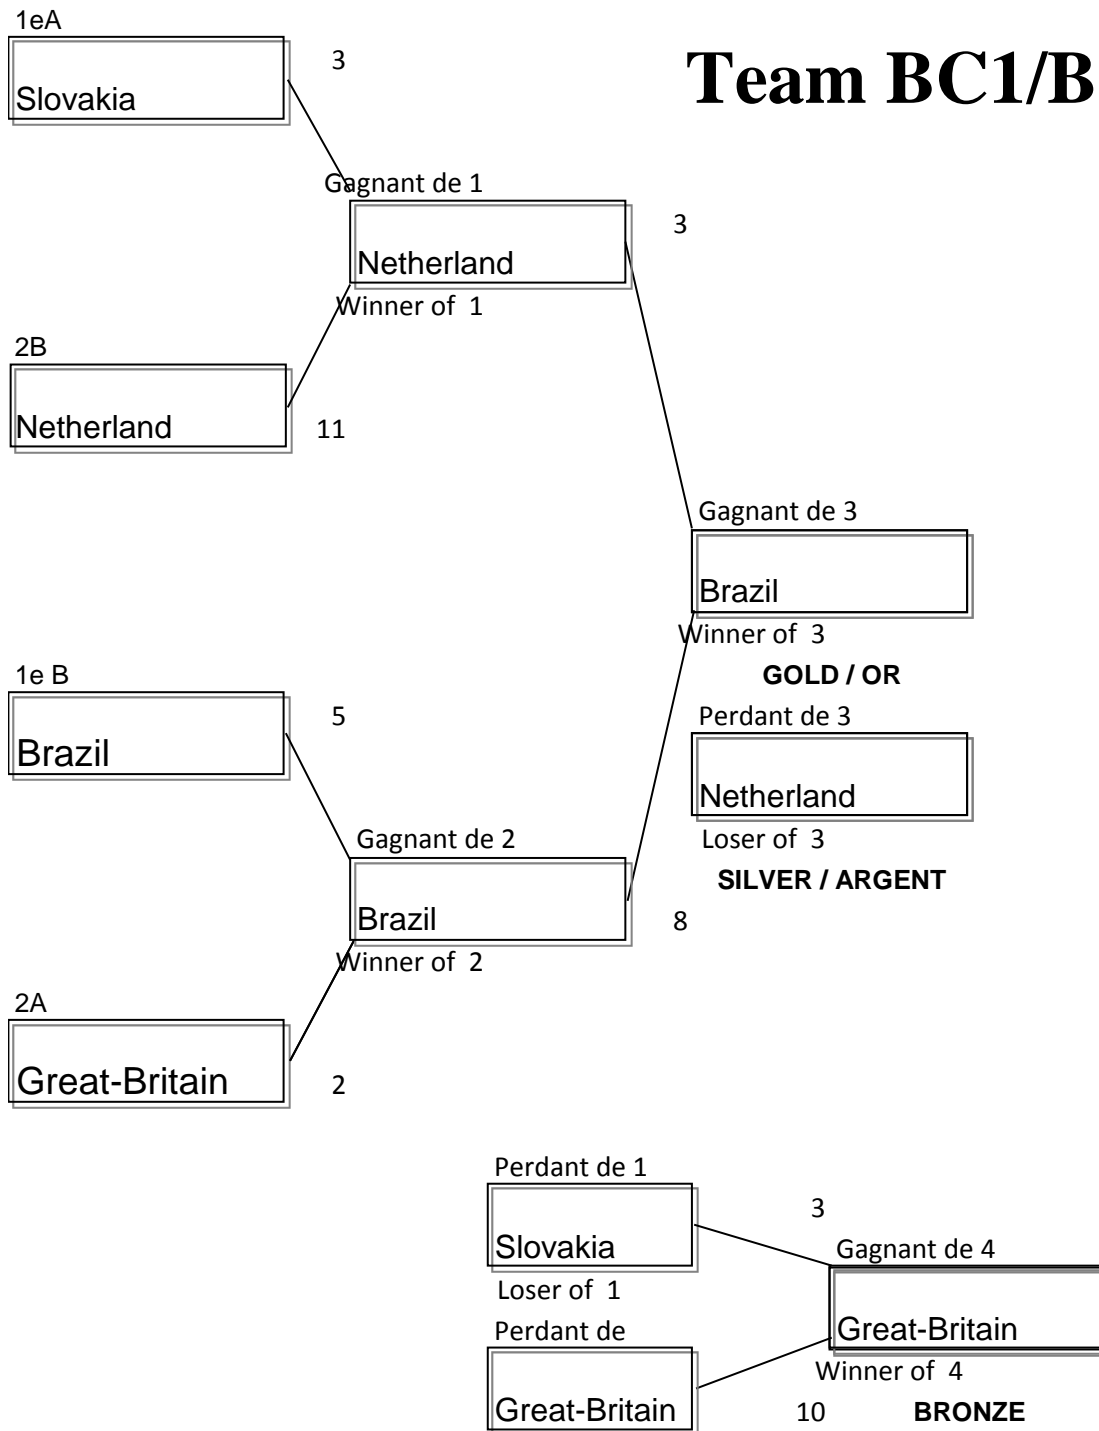 1eA
3
Team BC1/B
Slovakia
Gagnant de 1
3
Netherland
Winner of 1
2B
Netherland
11
Gagnant de 3
Brazil
Winner of 3
GOLD / OR
1e B
5
Perdant de 3
Brazil
Netherland
Gagnant de 2
Loser of 3
SILVER / ARGENT
Brazil
8
Winner of 2
2A
Great-Britain
2
Perdant de 1
3
Slovakia
Gagnant de 4
Loser of 1
Perdant de
Great-Britain
Winner of 4
Great-Britain
10
BRONZE